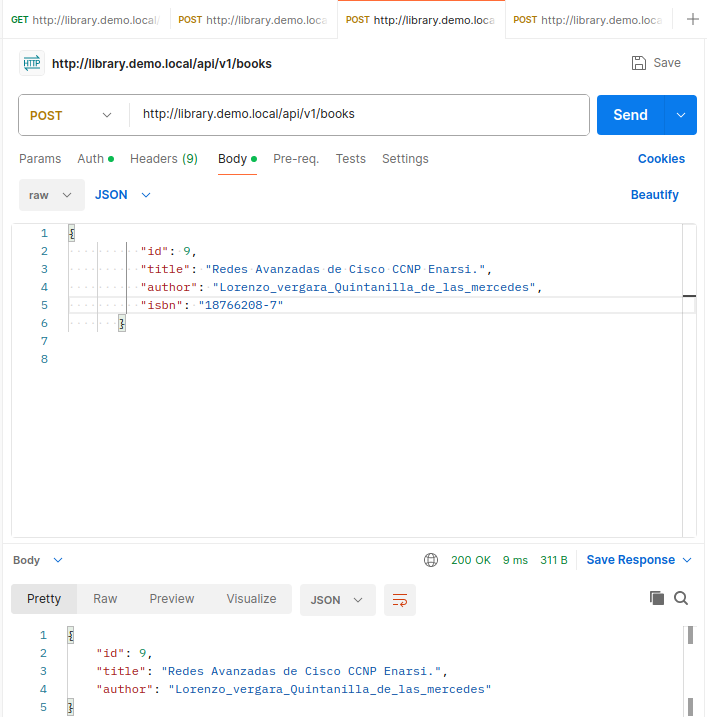 GET http://library.demo.local/ POST http://library.demo.loca POST http://library.demo.loca POST http://library.demo.loca +
HTTP http://library.demo.local/api/v1/books Save
POST http://library.demo.local/api/v1/books Send
Params Auth Headers (9) Body Pre-req. Tests Settings Cookies
raw JSON Beautify
1 {
2 "id": 9,
3 "title": "Redes Avanzadas de Cisco CCNP Enarsi.",
4 "author": "Lorenzo_vergara_Quintanilla_de_las_mercedes",
5 "isbn": "18766208-7"
6 }
7
8
Body 200 OK 9 ms 311 B Save Response
Pretty Raw Preview Visualize JSON
1 {
2 "id": 9,
3 "title": "Redes Avanzadas de Cisco CCNP Enarsi.",
4 "author": "Lorenzo_vergara_Quintanilla_de_las_mercedes"
5 }